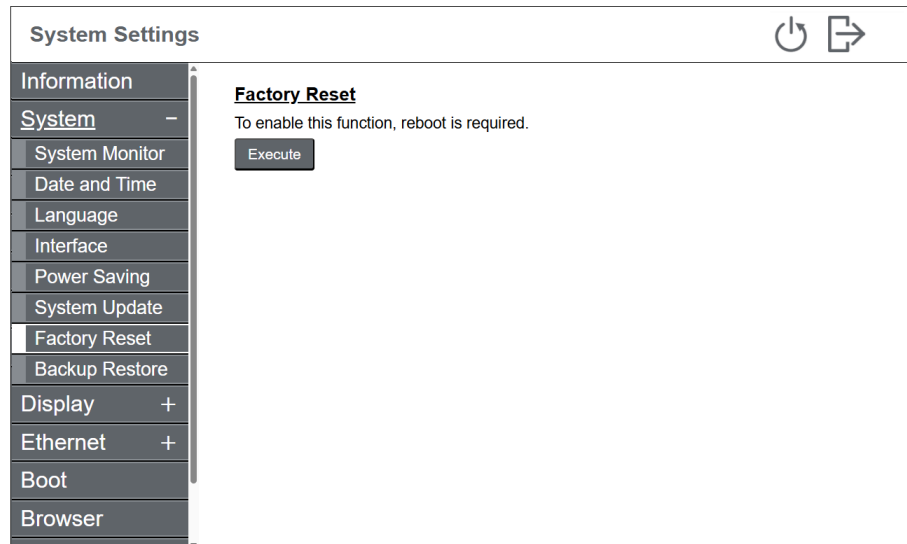 System Settings
Information
System −
System Monitor
Date and Time
Language
Interface
Power Saving
System Update
Factory Reset
Backup Restore
Display +
Ethernet +
Boot
Browser
Factory Reset
To enable this function, reboot is required.
Execute